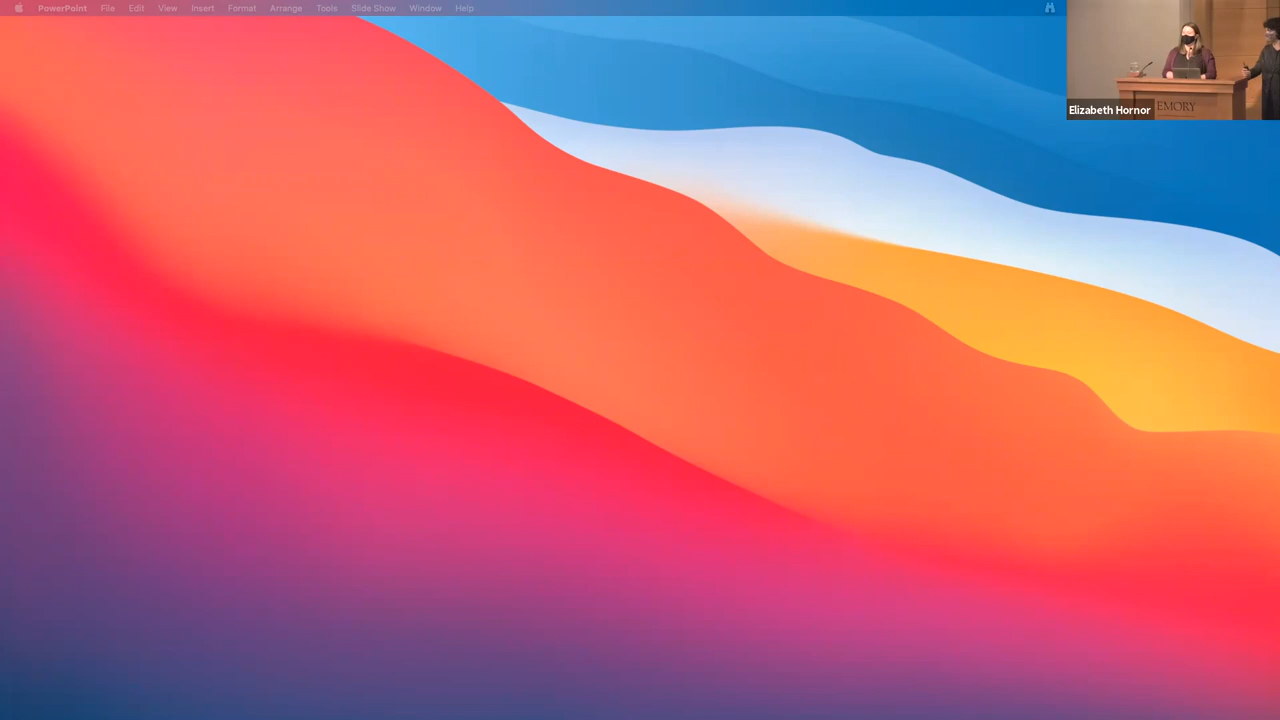 PowerPoint File Edit View Insert Format Arrange Tools Slide Show Window Help
Elizabeth Hornor
EMORY